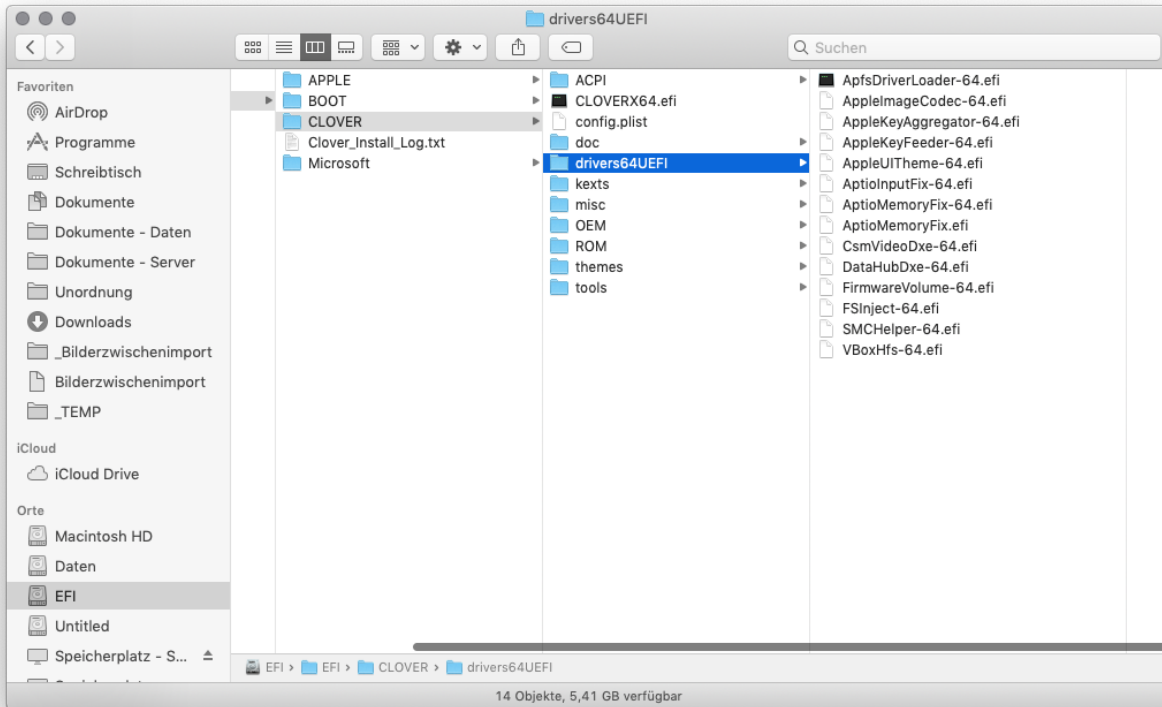 drivers64UEFI
Suchen
Favoriten
AirDrop
Programme
Schreibtisch
Dokumente
Dokumente - Daten
Dokumente - Server
Unordnung
Downloads
_Bilderzwischenimport
Bilderzwischenimport
_TEMP
iCloud
iCloud Drive
Orte
Macintosh HD
Daten
EFI
Untitled
Speicherplatz - S...
APPLE
BOOT
CLOVER
Clover_Install_Log.txt
Microsoft
ACPI
CLOVERX64.efi
config.plist
doc
drivers64UEFI
kexts
misc
OEM
ROM
themes
tools
ApfsDriverLoader-64.efi
AppleImageCodec-64.efi
AppleKeyAggregator-64.efi
AppleKeyFeeder-64.efi
AppleUITheme-64.efi
AptioInputFix-64.efi
AptioMemoryFix-64.efi
AptioMemoryFix.efi
CsmVideoDxe-64.efi
DataHubDxe-64.efi
FirmwareVolume-64.efi
FSInject-64.efi
SMCHelper-64.efi
VBoxHfs-64.efi
EFI › EFI › CLOVER › drivers64UEFI
14 Objekte, 5,41 GB verfügbar